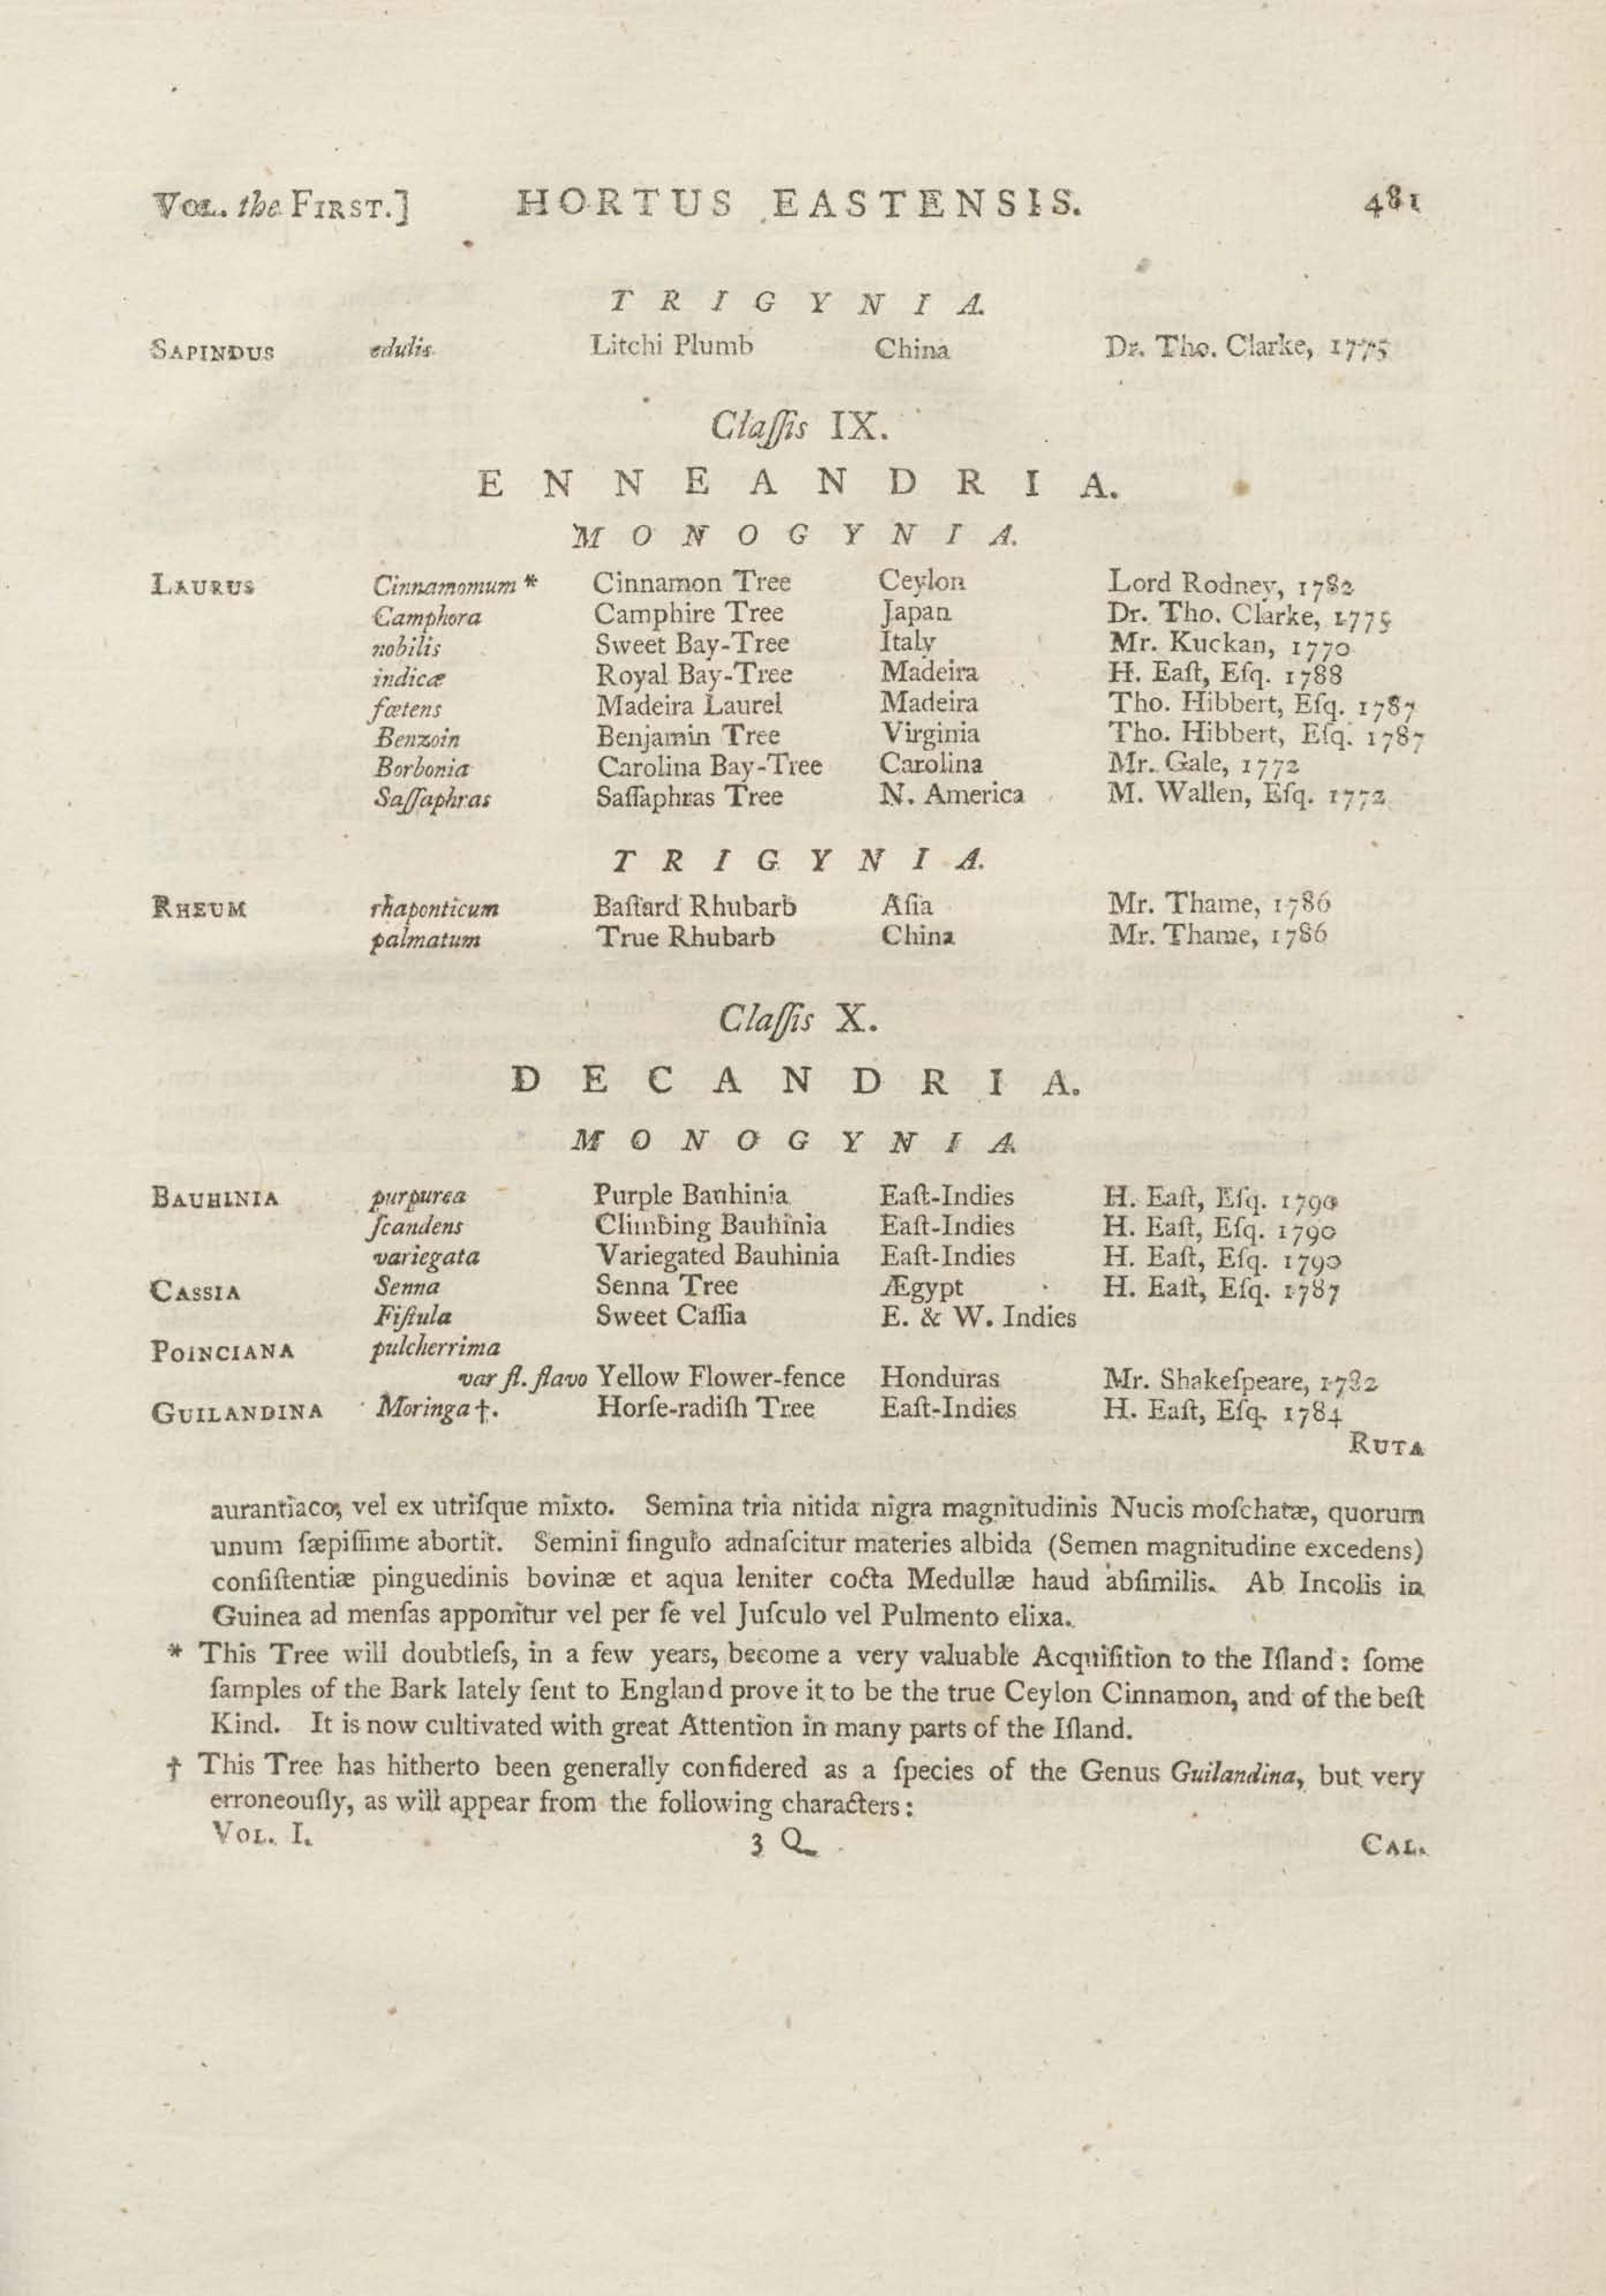 VOL. the FIRST.] HORTUS EASTENSIS. 481
TRIGYNIA.
SAPINDUS edulis Litchi Plumb China Dr. Tho. Clarke, 1775
Claſſis IX.
ENNEANDRIA.
MONOGYNIA.
LAURUS Cinnamomum * Cinnamon Tree Ceylon Lord Rodney, 1782
Camphora Camphire Tree Japan Dr. Tho. Clarke, 1775
nobilis Sweet Bay-Tree Italy Mr. Kuckan, 1770
indicæ Royal Bay-Tree Madeira H. Eaſt, Eſq. 1788
fœtens Madeira Laurel Madeira Tho. Hibbert, Eſq. 1787
Benzoin Benjamin Tree Virginia Tho. Hibbert, Eſq. 1787
Borbonia Carolina Bay-Tree Carolina Mr. Gale, 1772
Saſſaphras Saſſaphras Tree N. America M. Wallen, Eſq. 1772
TRIGYNIA.
RHEUM rhaponticum Baſtard Rhubarb Aſia Mr. Thame, 1786
palmatum True Rhubarb China Mr. Thame, 1786
Claſſis X.
DECANDRIA.
MONOGYNIA
BAUHINIA purpurea Purple Bauhinia Eaſt-Indies H. Eaſt, Eſq. 1790
ſcandens Climbing Bauhinia Eaſt-Indies H. Eaſt, Eſq. 1790
variegata Variegated Bauhinia Eaſt-Indies H. Eaſt, Eſq. 1790
CASSIA Senna Senna Tree Ægypt H. Eaſt, Eſq. 1787
Fiſtula Sweet Caſſia E. & W. Indies
POINCIANA pulcherrima
var fl. flavo Yellow Flower-fence Honduras Mr. Shakeſpeare, 1782
GUILANDINA Moringa †. Horſe-radiſh Tree Eaſt-Indies H. Eaſt, Eſq. 1784
RUTA
aurantiaco, vel ex utriſque mixto. Semina tria nitida nigra magnitudinis Nucis moſchatæ, quorum
unum ſæpiſſime abortit. Semini ſingulo adnaſcitur materies albida (Semen magnitudine excedens)
conſiſtentiæ pinguedinis bovinæ et aqua leniter cocta Medullæ haud abſimilis. Ab Incolis in
Guinea ad menſas apponitur vel per ſe vel Juſculo vel Pulmento elixa.
* This Tree will doubtleſs, in a few years, become a very valuable Acquiſition to the Iſland: ſome
ſamples of the Bark lately ſent to England prove it to be the true Ceylon Cinnamon, and of the beſt
Kind. It is now cultivated with great Attention in many parts of the Iſland.
† This Tree has hitherto been generally conſidered as a ſpecies of the Genus Guilandina, but very
erroneouſly, as will appear from the following characters:
VOL. I. 3 Q CAL.